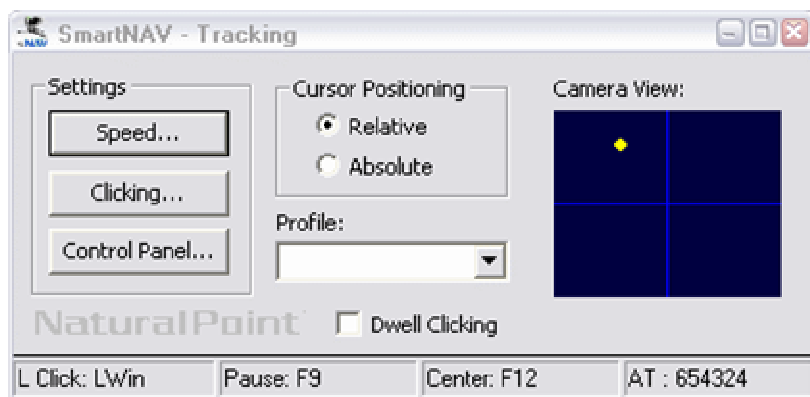 SmartNAV - Tracking
Settings
Speed...
Clicking...
Control Panel...
Cursor Positioning
Relative
Absolute
Profile:
Camera View:
NaturalPoint
Dwell Clicking
L Click: LWin
Pause: F9
Center: F12
AT : 654324